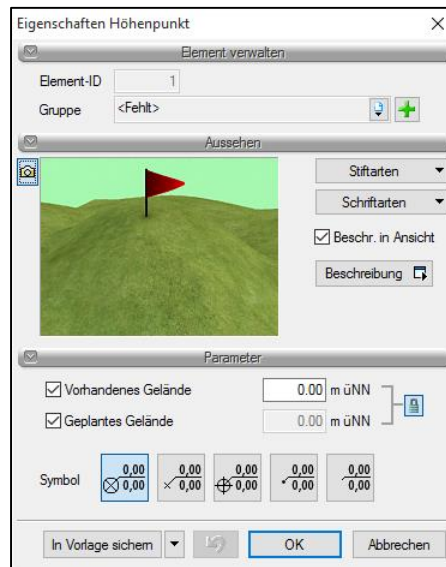 Eigenschaften Höhenpunkt
Element verwalten
Element-ID 1
Gruppe <Fehlt>
Aussehen
Stiftarten
Schriftarten
Beschr. in Ansicht
Beschreibung
Parameter
Vorhandenes Gelände 0.00 m üNN
Geplantes Gelände 0.00 m üNN
0,00 0,00 0,00 0,00 0,00
Symbol
0,00 0,00 0,00 0,00 0,00
In Vorlage sichern OK Abbrechen